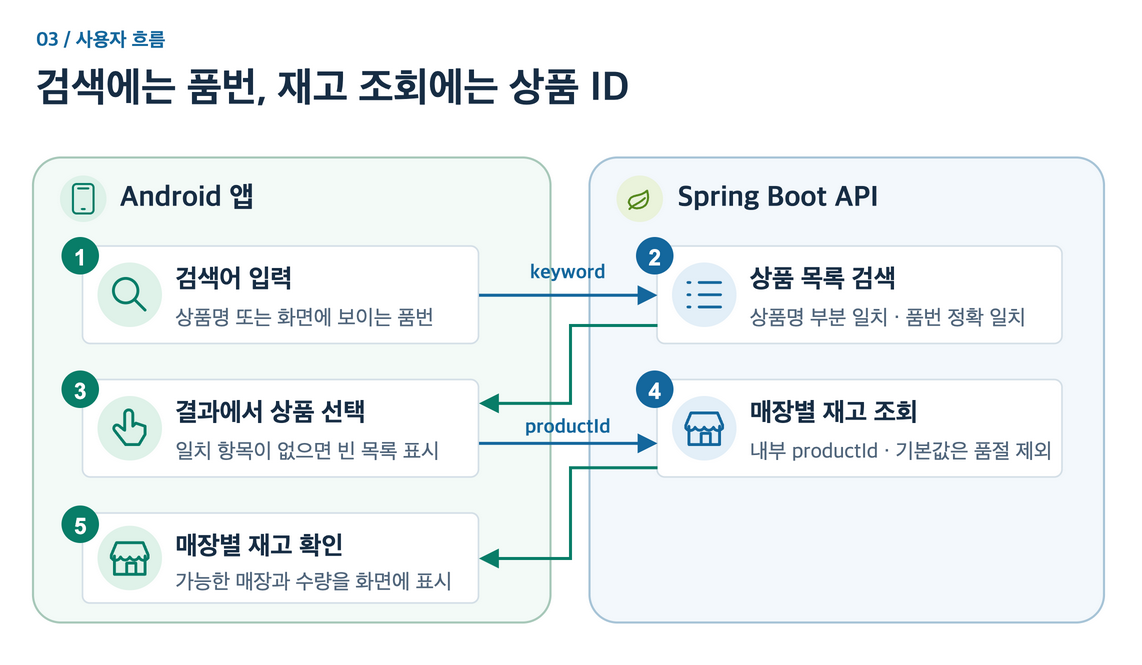 03 / 사용자 흐름
검색에는 품번, 재고 조회에는 상품 ID
Android 앱
Spring Boot API
1
검색어 입력
상품명 또는 화면에 보이는 품번
keyword
2
상품 목록 검색
상품명 부분 일치 · 품번 정확 일치
3
결과에서 상품 선택
일치 항목이 없으면 빈 목록 표시
productId
4
매장별 재고 조회
내부 productId · 기본값은 품절 제외
5
매장별 재고 확인
가능한 매장과 수량을 화면에 표시